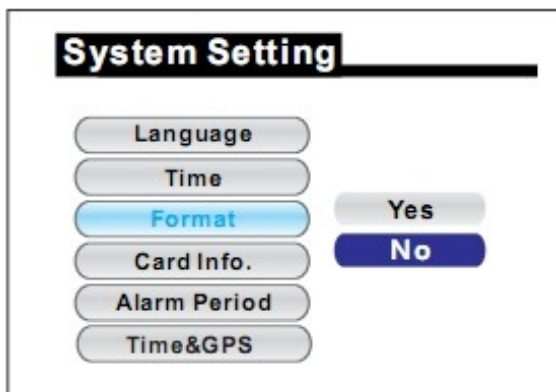 System Setting
Language
Time
Format
Yes
Card Info.
No
Alarm Period
Time&GPS